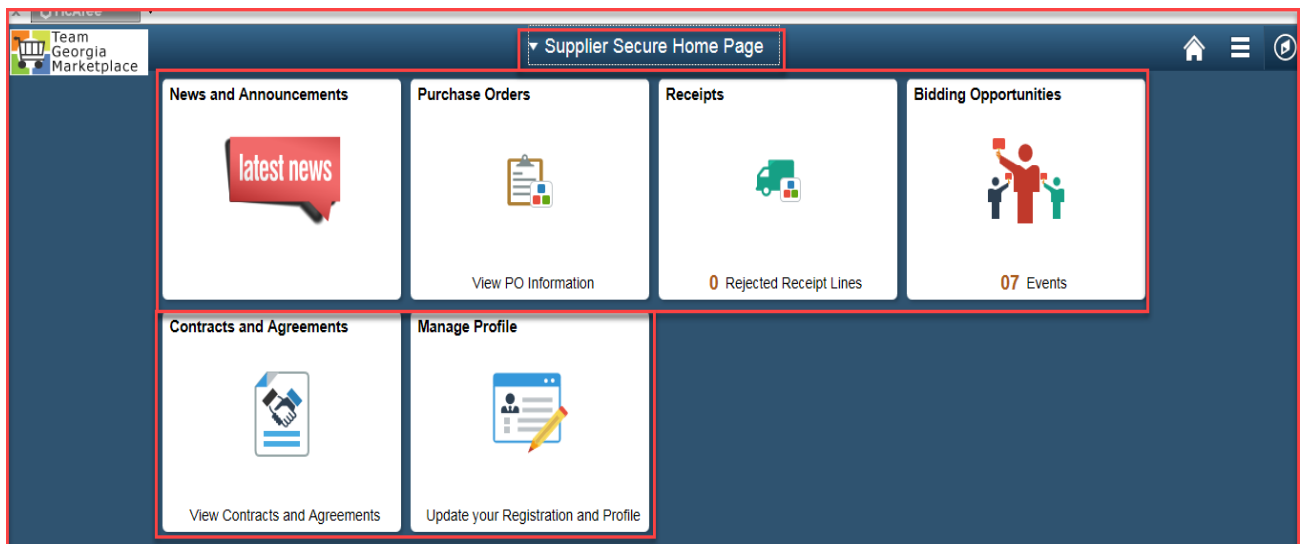 McAfee
Team
Georgia
Marketplace
Supplier Secure Home Page
News and Announcements
Purchase Orders
Receipts
Bidding Opportunities
latest news
View PO Information
0 Rejected Receipt Lines
07 Events
Contracts and Agreements
Manage Profile
View Contracts and Agreements
Update your Registration and Profile